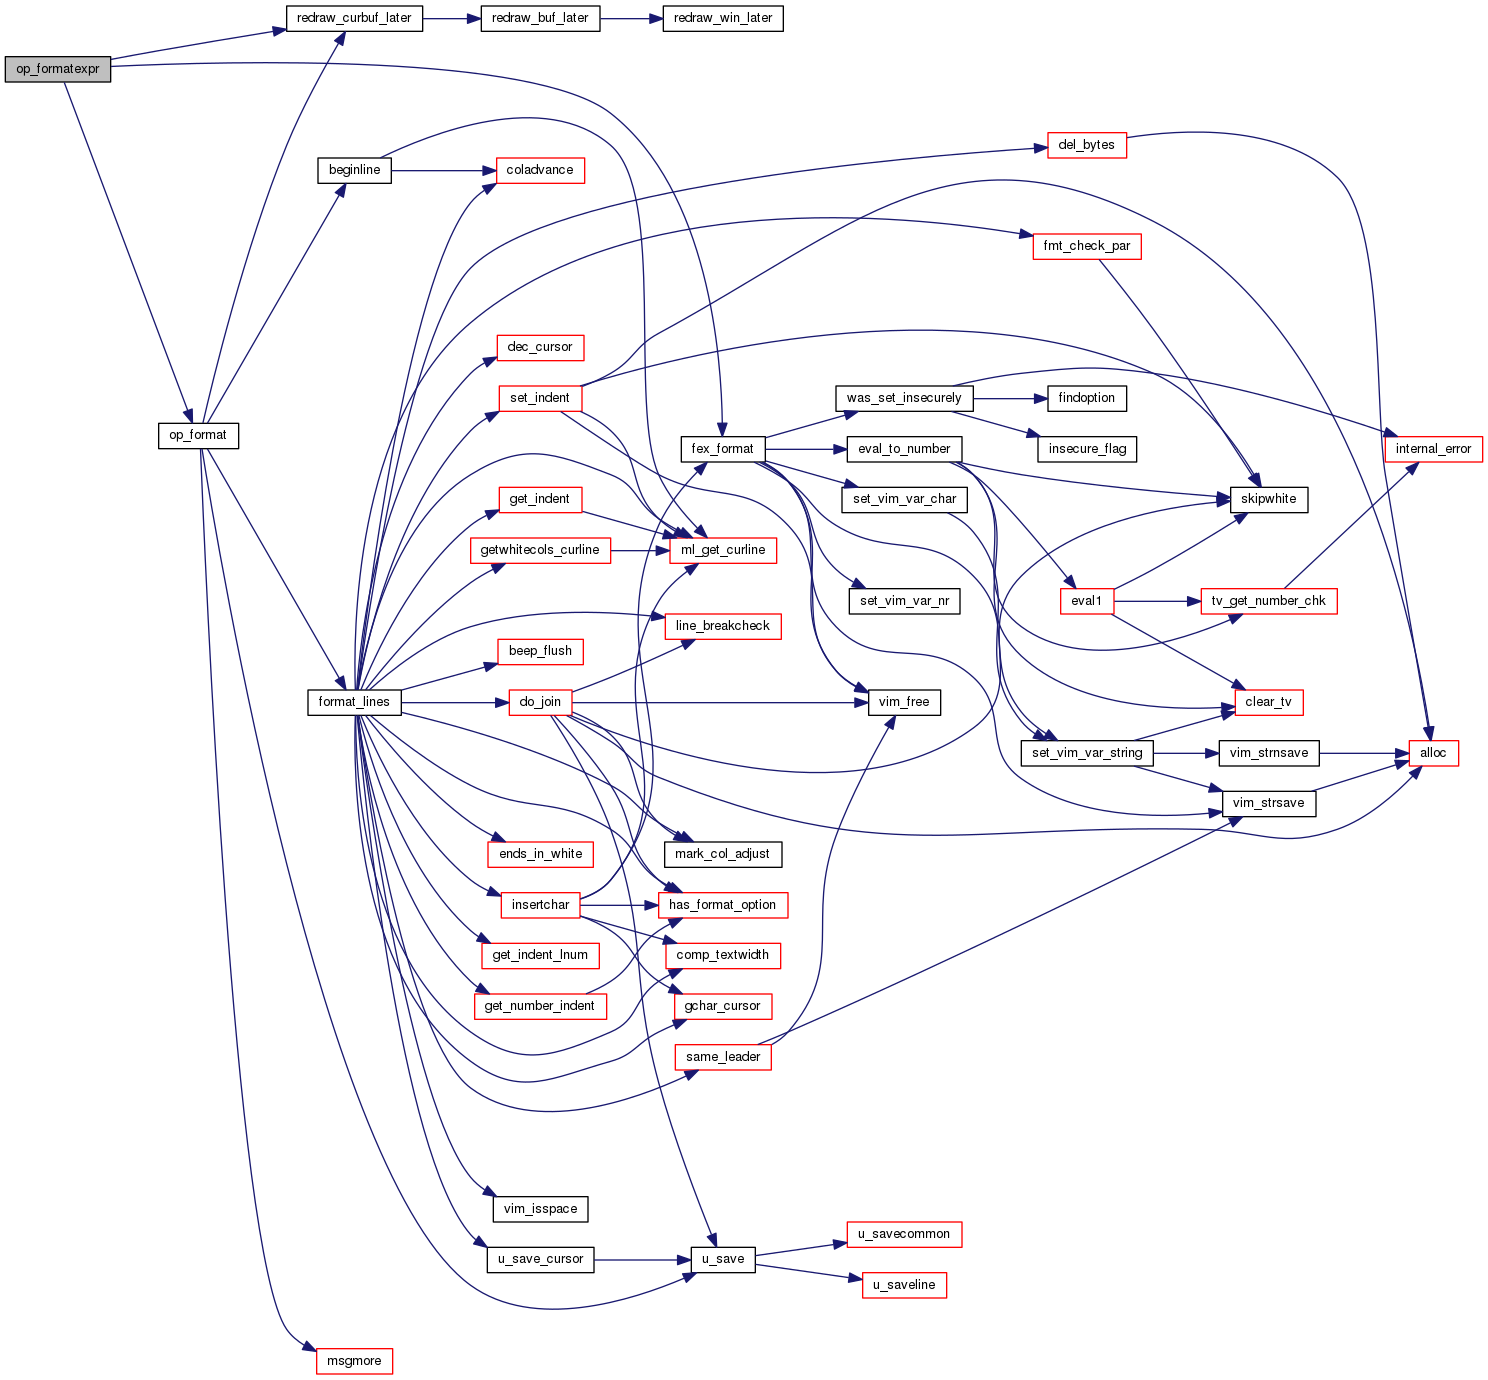 redraw_curbuf_later
redraw_buf_later
redraw_win_later
op_formatexpr
del_bytes
beginline
coladvance
fmt_check_par
dec_cursor
set_indent
was_set_insecurely
findoption
op_format
fex_format
eval_to_number
insecure_flag
internal_error
get_indent
set_vim_var_char
skipwhite
getwhitecols_curline
ml_get_curline
set_vim_var_nr
eval1
tv_get_number_chk
line_breakcheck
beep_flush
format_lines
do_join
vim_free
clear_tv
set_vim_var_string
vim_strnsave
alloc
vim_strsave
ends_in_white
mark_col_adjust
insertchar
has_format_option
get_indent_lnum
comp_textwidth
get_number_indent
gchar_cursor
same_leader
vim_isspace
u_savecommon
u_save_cursor
u_save
u_saveline
msgmore